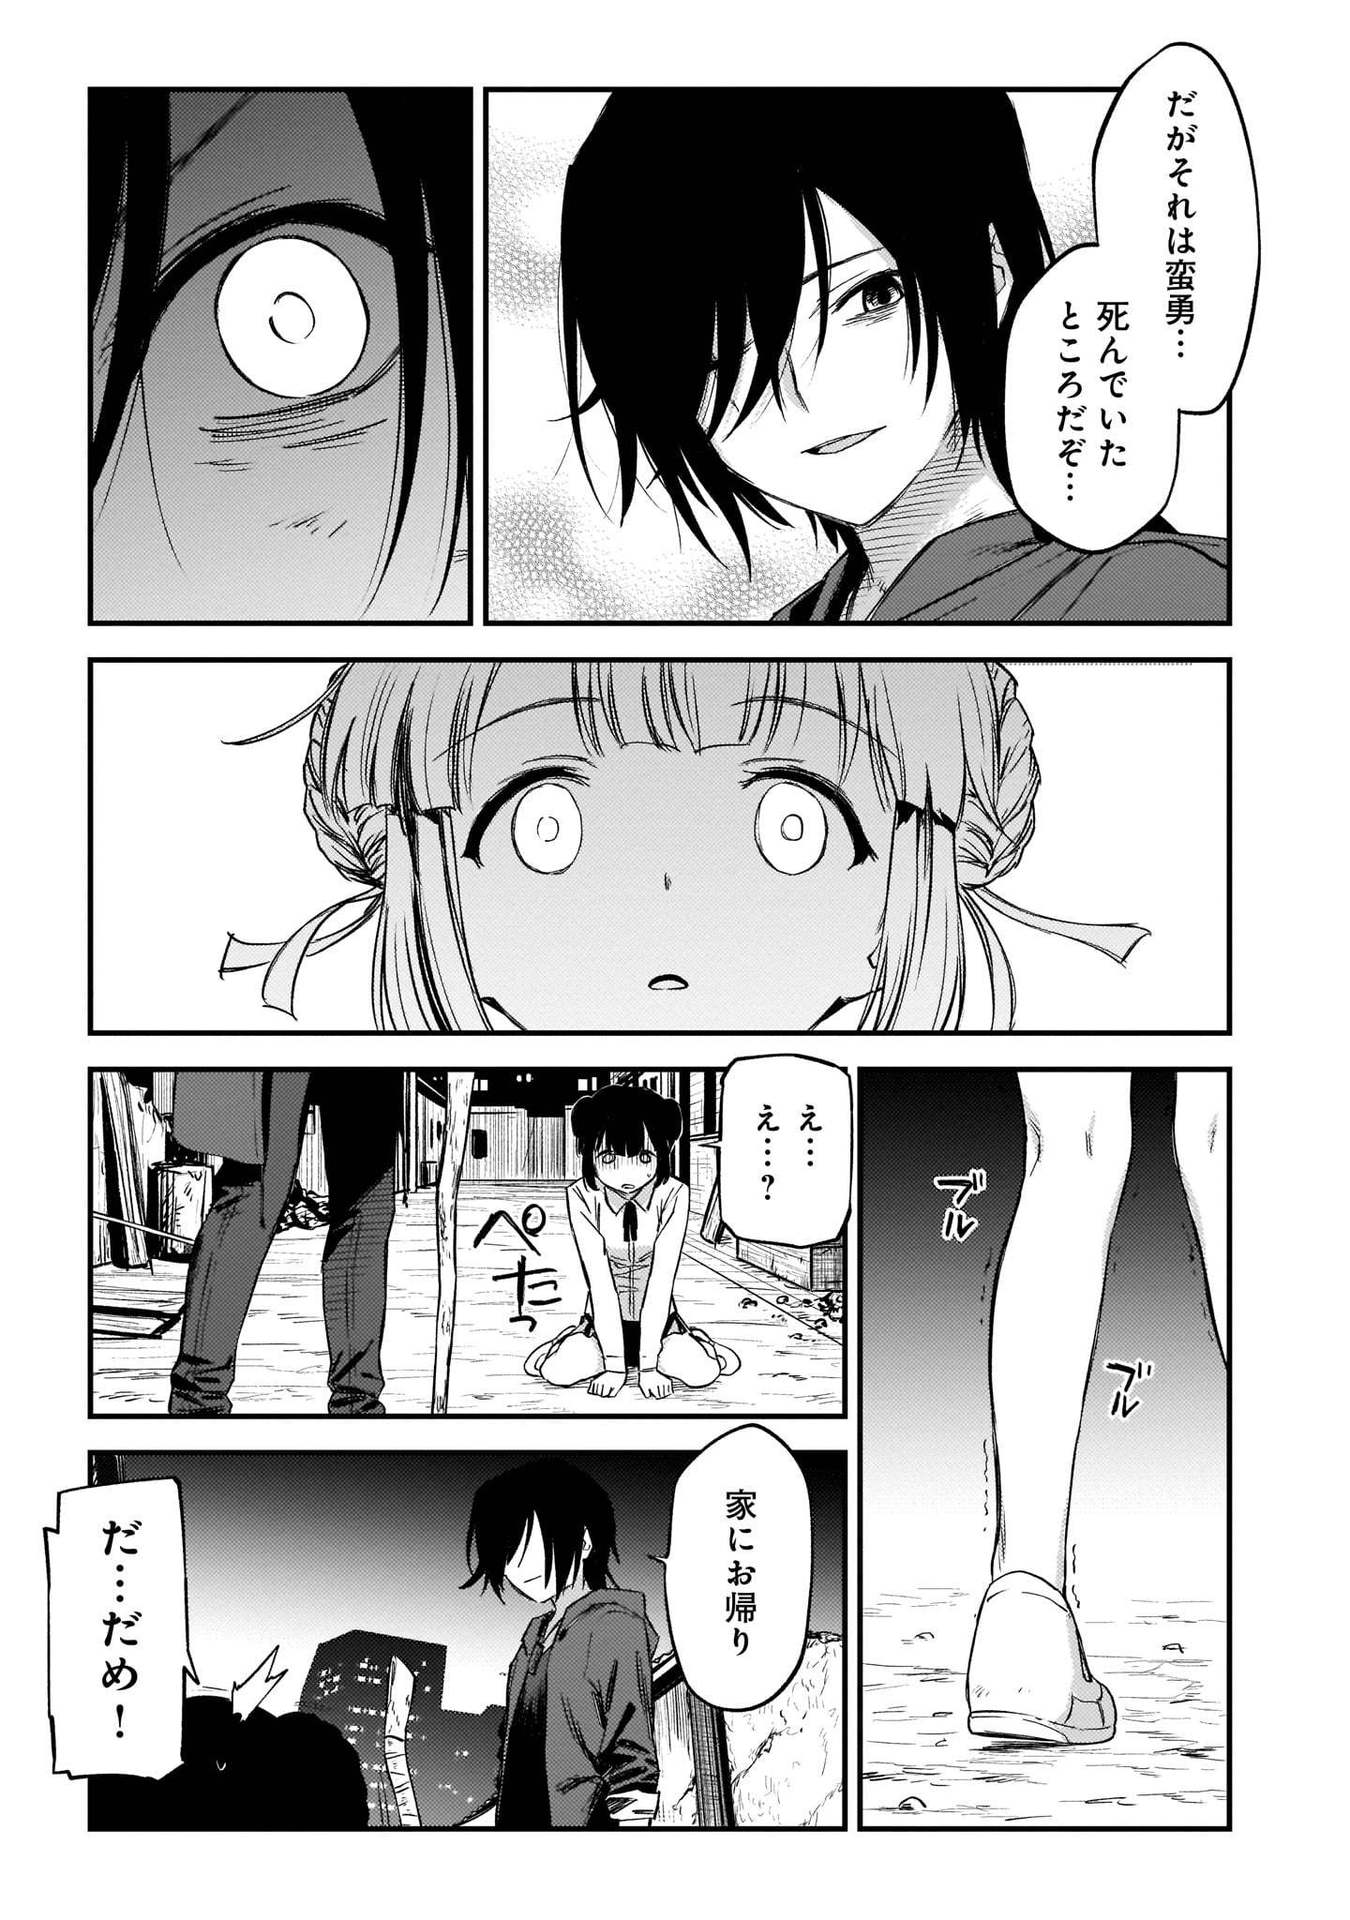 だがそれは蛮勇…
死んでいた
ところだぞ…
ブル
ブル
え…
え…?
ぺたっ
家にお帰り
だ…だめ!